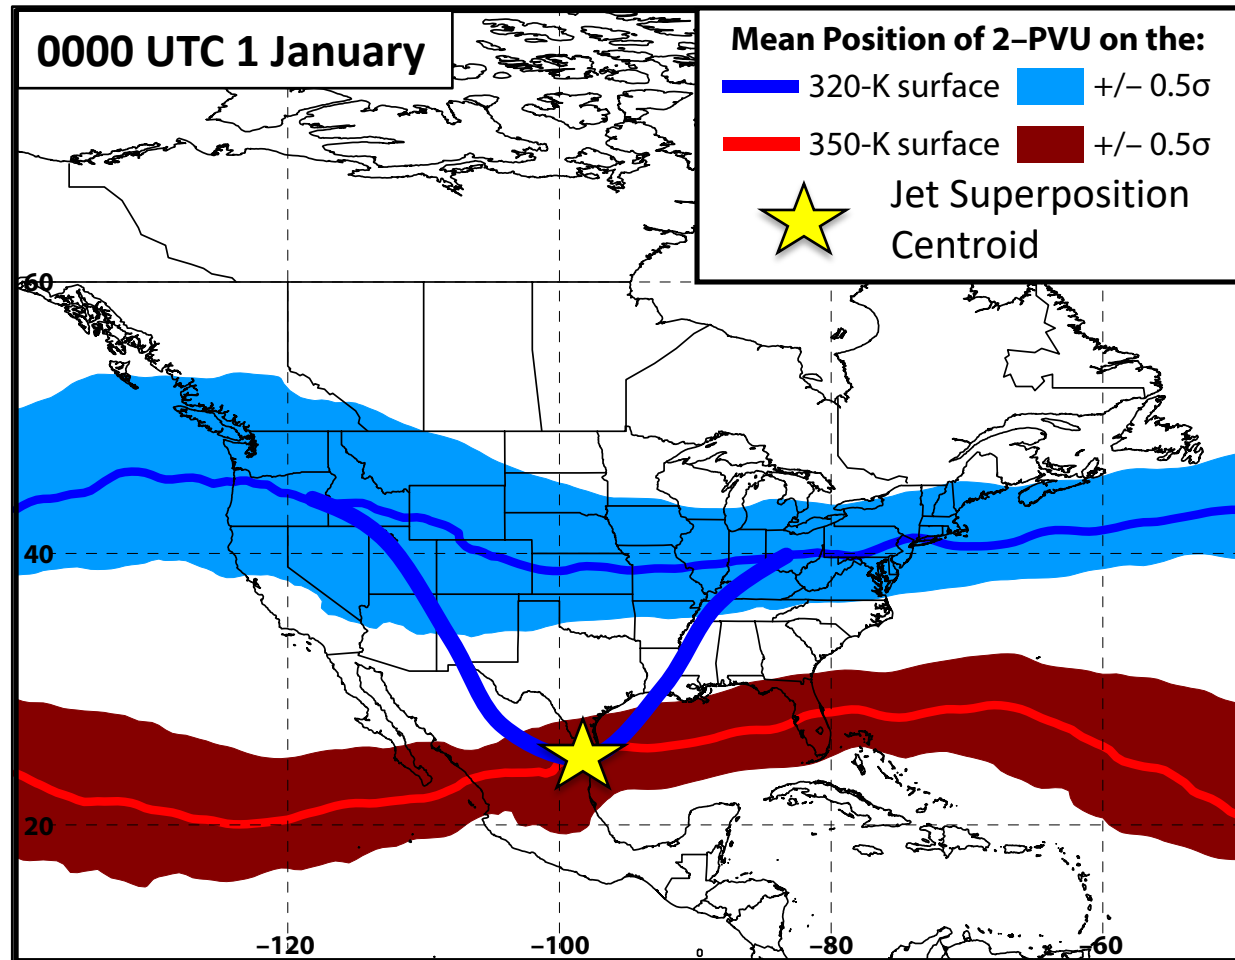 0000 UTC 1 January
Mean Position of 2–PVU on the:
320-K surface +/– 0.5σ
350-K surface +/– 0.5σ
Jet Superposition
Centroid
60
40
20
–120 –100 –80 –60